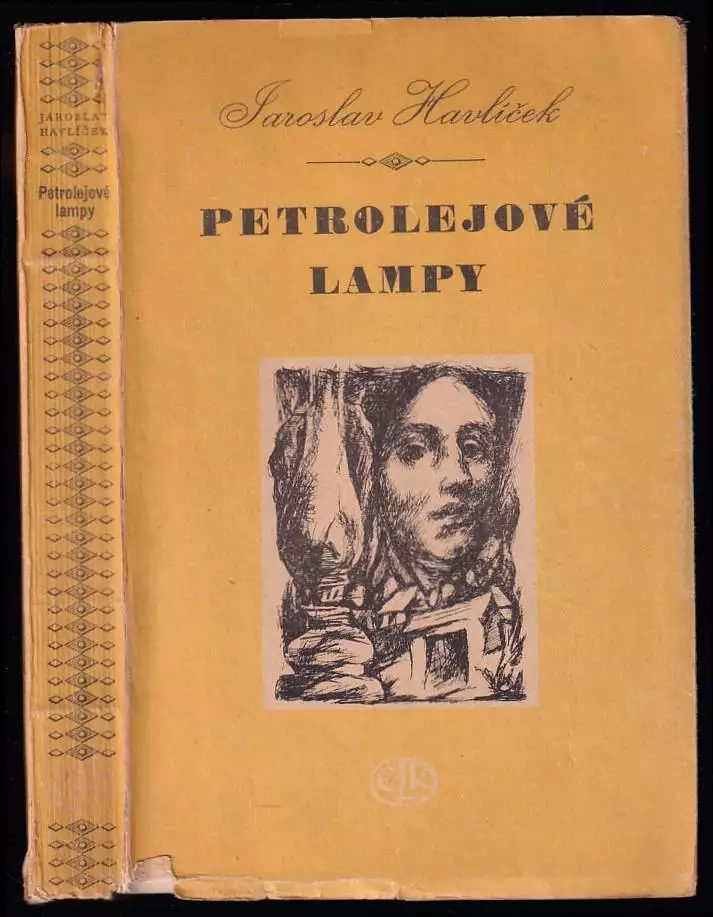 JAROSLAV
HAVLÍČEK
Petrolejové
lampy
Jaroslav Havlíček
PETROLEJOVÉ
LAMPY